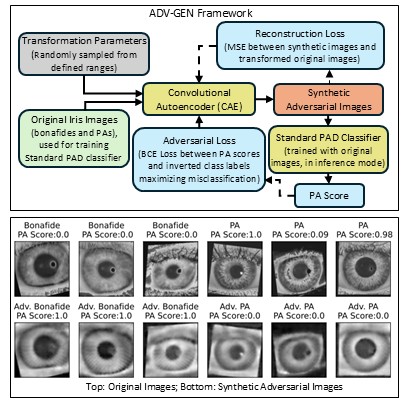 ADV-GEN Framework
Transformation Parameters
(Randomly sampled from
defined ranges)
Reconstruction Loss
(MSE between synthetic images and
transformed original images)
Convolutional
Autoencoder (CAE)
Synthetic
Adversarial Images
Original Iris Images
(bonafides and PAs),
used for training
Standard PAD classifier
Adversarial Loss
(BCE Loss between PA scores
and inverted class labels
maximizing misclassification)
Standard PAD Classifier
(trained with original
images, in inference mode)
PA Score
Bonafide Bonafide Bonafide PA PA PA
PA Score:0.0 PA Score:0.0 PA Score:0.0 PA Score:1.0 PA Score:0.09 PA Score:0.98
Adv. Bonafide Adv. Bonafide Adv. Bonafide Adv. PA Adv. PA Adv. PA
PA Score:1.0 PA Score:1.0 PA Score:1.0 PA Score:0.0 PA Score:0.0 PA Score:0.0
Top: Original Images; Bottom: Synthetic Adversarial Images